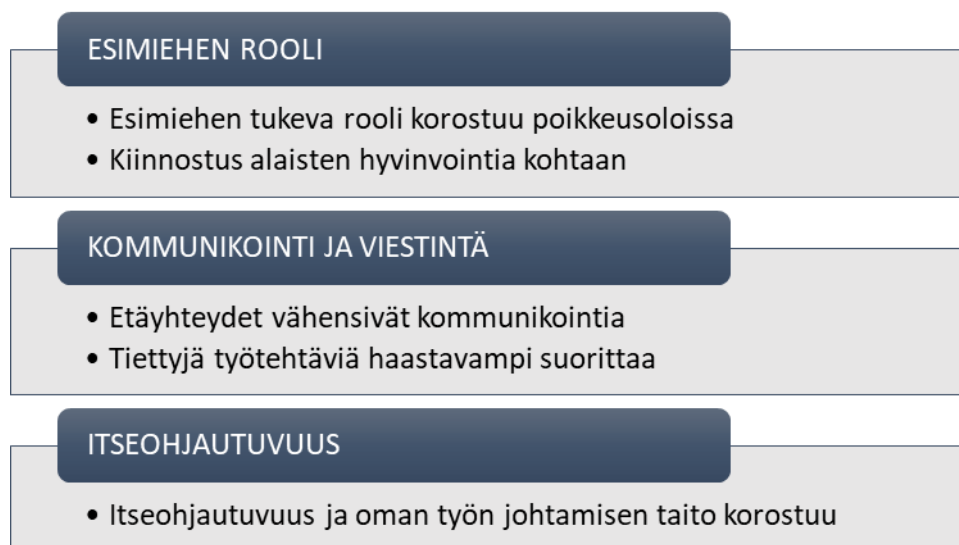 ESIMIEHEN ROOLI
• Esimiehen tukeva rooli korostuu poikkeusoloissa
• Kiinnostus alaisten hyvinvointia kohtaan
KOMMUNIKOINTI JA VIESTINTÄ
• Etäyhteydet vähensivät kommunikointia
• Tiettyjä työtehtäviä haastavampi suorittaa
ITSEOHJAUTUVUUS
• Itseohjautuvuus ja oman työn johtamisen taito korostuu